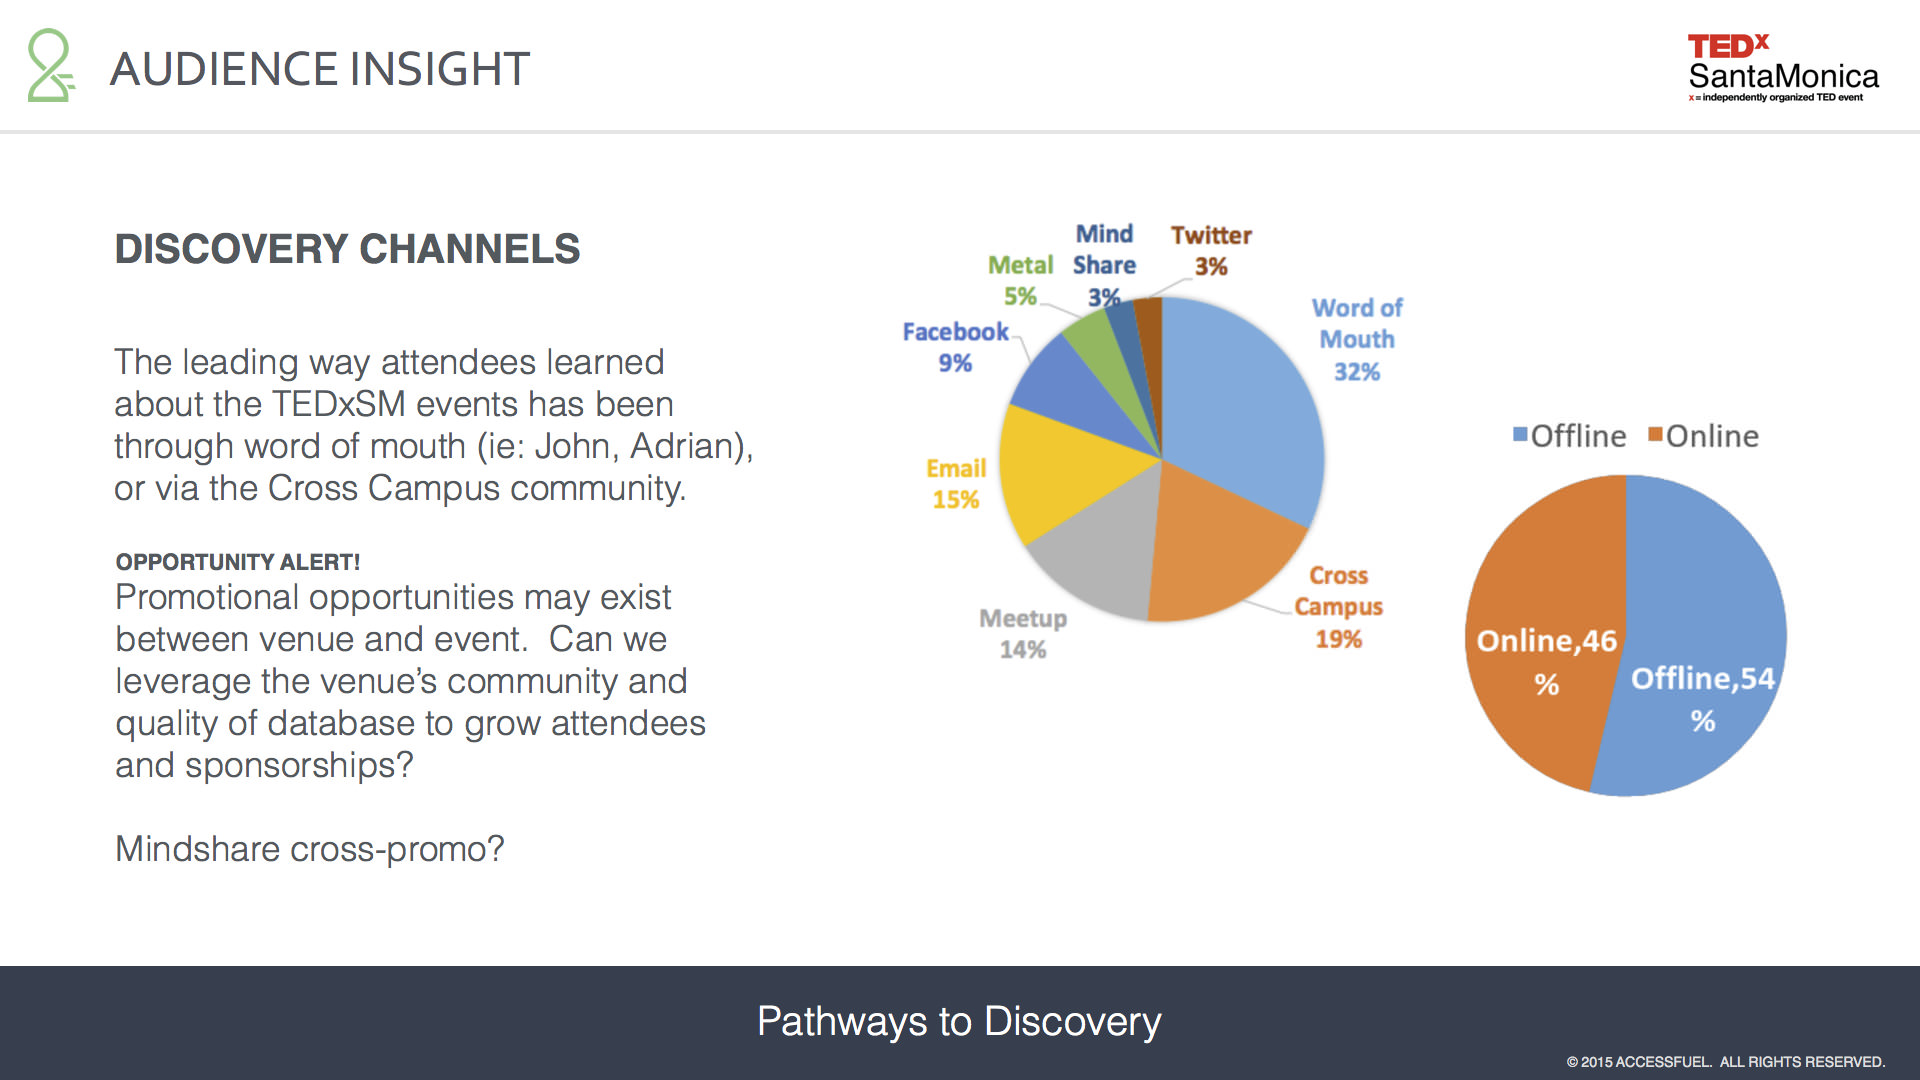 AUDIENCE INSIGHT
TEDx
SantaMonica
x = independently organized TED event
DISCOVERY CHANNELS
The leading way attendees learned
about the TEDxSM events has been
through word of mouth (ie: John, Adrian),
or via the Cross Campus community.
OPPORTUNITY ALERT!
Promotional opportunities may exist
between venue and event.  Can we
leverage the venue’s community and
quality of database to grow attendees
and sponsorships?
Mindshare cross-promo?
Mind
Share
3%
Twitter
3%
Metal
5%
Word of
Mouth
32%
Facebook
9%
Email
15%
Meetup
14%
Cross
Campus
19%
Offline Online
Online,46
%
Offline,54
%
Pathways to Discovery
© 2015 ACCESSFUEL.  ALL RIGHTS RESERVED.